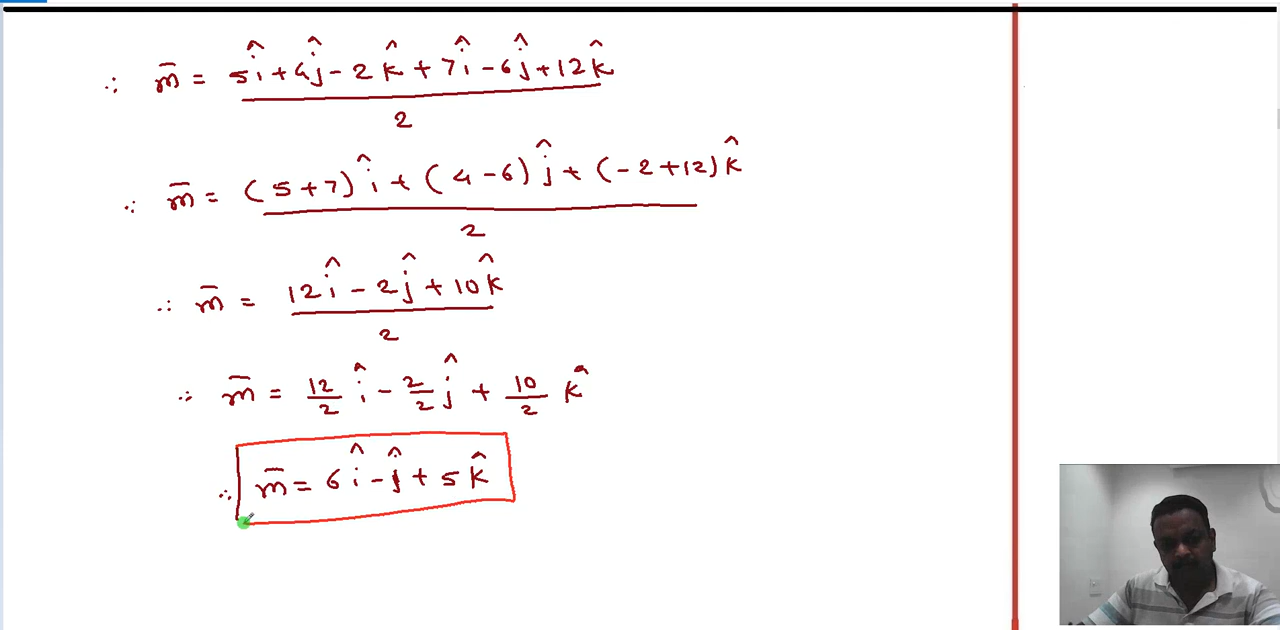 ∴ m̄ = 5î + 4ĵ - 2k̂ + 7î - 6ĵ + 12k̂ / 2
∴ m̄ = (5+7)î + (4-6)ĵ + (-2+12)k̂ / 2
∴ m̄ = 12î - 2ĵ + 10k̂ / 2
∴ m̄ = 12/2 î - 2/2 ĵ + 10/2 k̂
∴ m̄ = 6î - ĵ + 5k̂